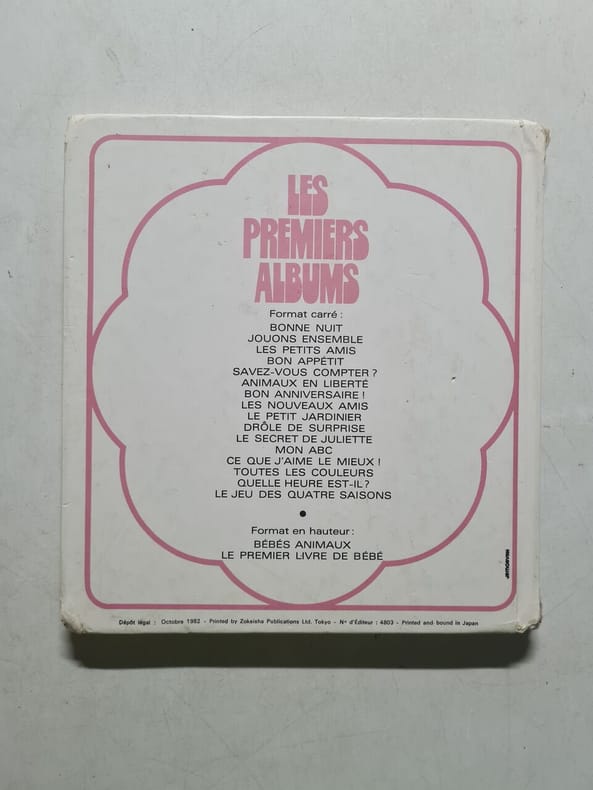 LES
PREMIERS
ALBUMS
Format carré :
BONNE NUIT
JOUONS ENSEMBLE
LES PETITS AMIS
BON APPÉTIT
SAVEZ-VOUS COMPTER ?
ANIMAUX EN LIBERTÉ
BON ANNIVERSAIRE !
LES NOUVEAUX AMIS
LE PETIT JARDINIER
DRÔLE DE SURPRISE
LE SECRET DE JULIETTE
MON ABC
CE QUE J'AIME LE MIEUX !
TOUTES LES COULEURS
QUELLE HEURE EST-IL ?
LE JEU DES QUATRE SAISONS
●
Format en hauteur :
BÉBÉS ANIMAUX
LE PREMIER LIVRE DE BÉBÉ
Dépôt légal : Octobre 1982 - Printed by Zokeisha Publications Ltd. Tokyo - N° d'Éditeur : 4803 - Printed and bound in Japan